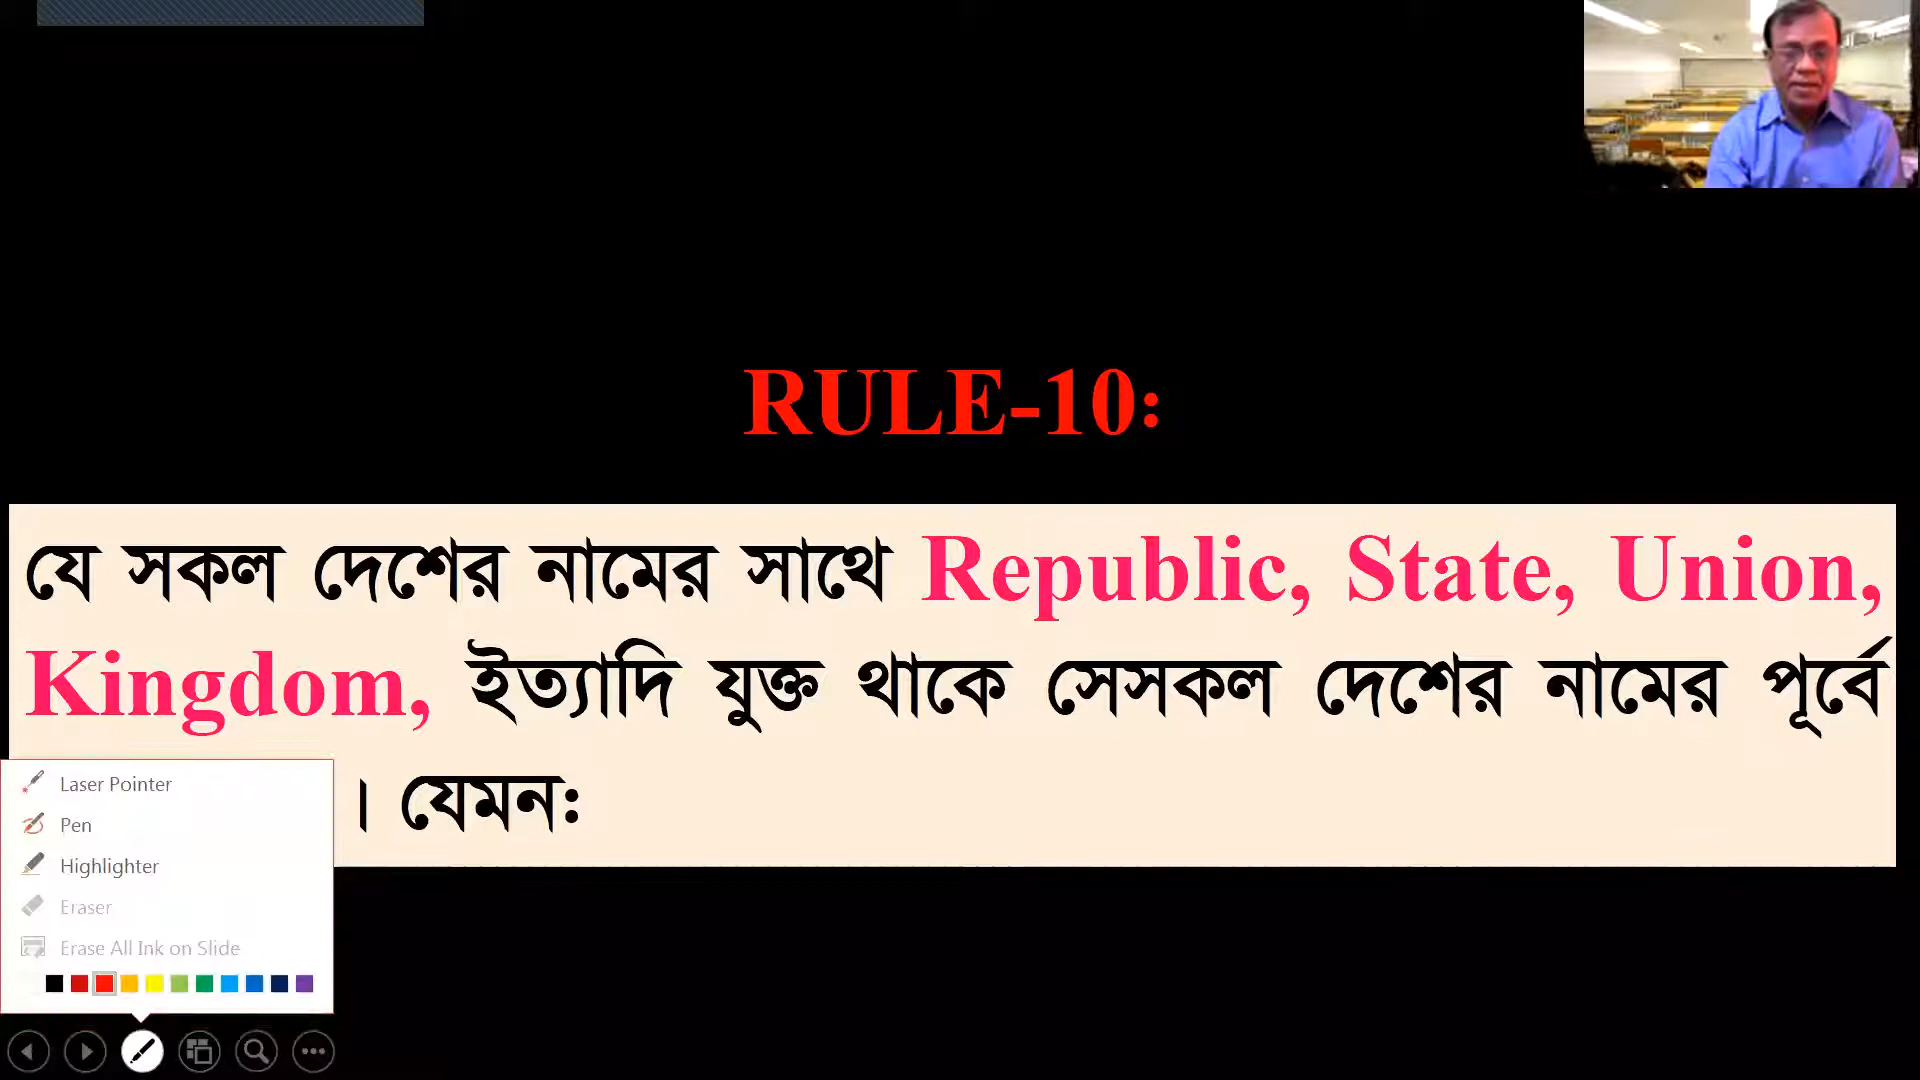 RULE-10ঃ
যে সকল দেশের নামের সাথে Republic, State, Union,
Kingdom, ইত্যাদি যুক্ত থাকে সেসকল দেশের নামের পূর্বে
। যেমনঃ
Laser Pointer
Pen
Highlighter
Eraser
Erase All Ink on Slide